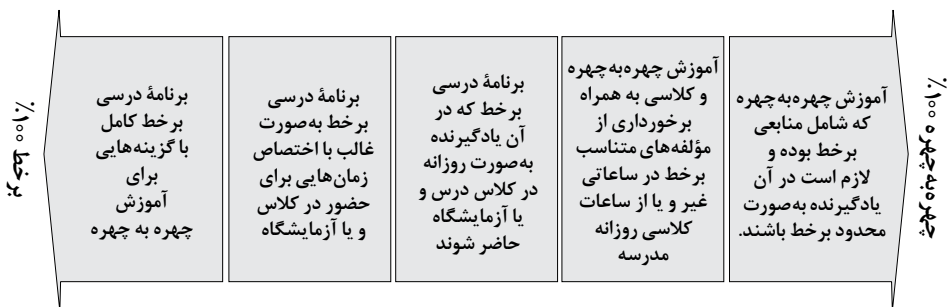 چهره‌به‌چهره ۱۰۰٪
آموزش چهره‌به‌چهره
که شامل منابعی
برخط بوده و
لازم است در آن
یادگیرنده به‌صورت
محدود برخط باشند.
آموزش چهره‌به‌چهره
و کلاسی به همراه
برخورداری از
مؤلفه‌های متناسب
برخط در ساعاتی
غیر و یا از ساعات
کلاسی روزانه
مدرسه
برنامهٔ درسی
برخط که در
آن یادگیرنده
به‌صورت روزانه
در کلاس درس و
یا آزمایشگاه
حاضر شوند
برنامهٔ درسی
برخط به‌صورت
غالب با اختصاص
زمان‌هایی برای
حضور در کلاس
و یا آزمایشگاه
برنامهٔ درسی
برخط کامل
با گزینه‌هایی
برای
آموزش
چهره به چهره
برخط ۱۰۰٪